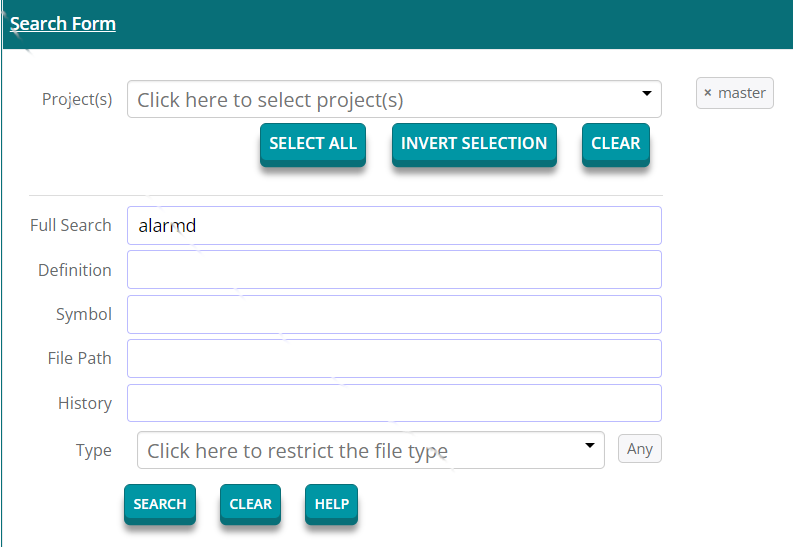 Search Form
Project(s) Click here to select project(s) × master
SELECT ALL INVERT SELECTION CLEAR
Full Search alarmd
Definition
Symbol
File Path
History
Type Click here to restrict the file type Any
SEARCH CLEAR HELP